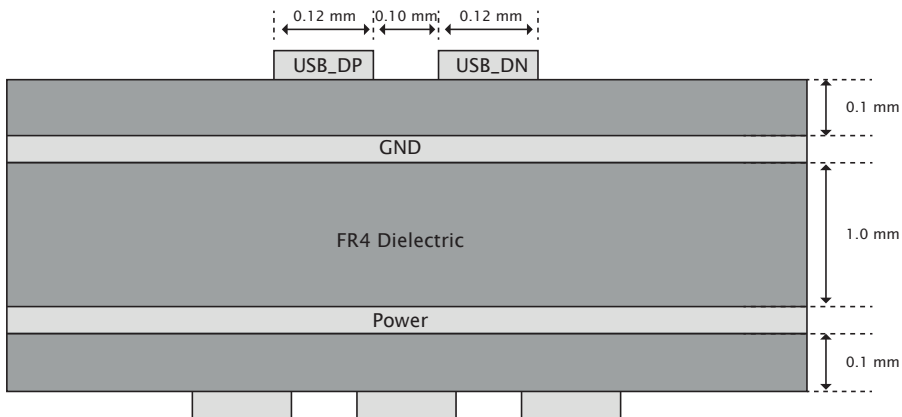 0.12 mm 0.10 mm 0.12 mm
USB_DP USB_DN
0.1 mm
GND
1.0 mm
FR4 Dielectric
Power
0.1 mm